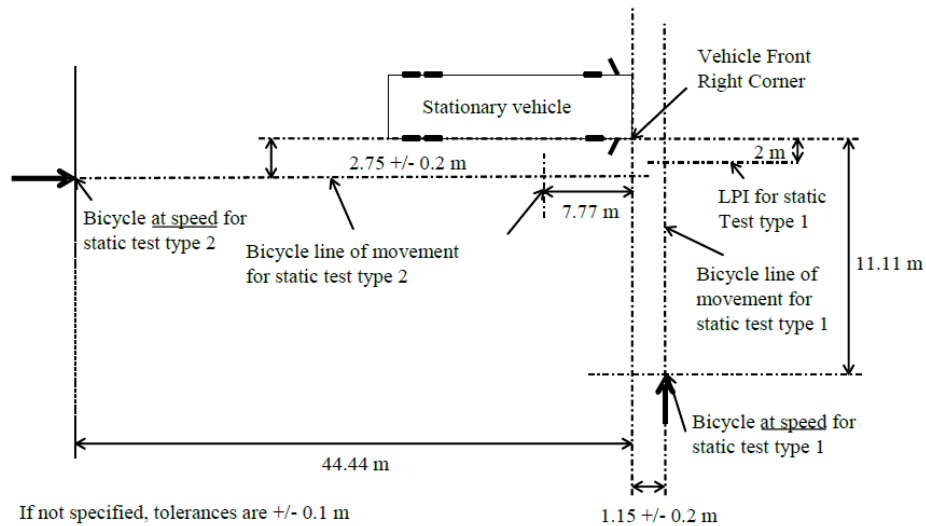 Vehicle Front
Right Corner
Stationary vehicle
2.75 +/- 0.2 m
2 m
7.77 m
LPI for static
Test type 1
Bicycle at speed for
static test type 2
Bicycle line of movement
for static test type 2
11.11 m
Bicycle line of
movement for
static test type 1
Bicycle at speed for
static test type 1
44.44 m
If not specified, tolerances are +/- 0.1 m
1.15 +/- 0.2 m